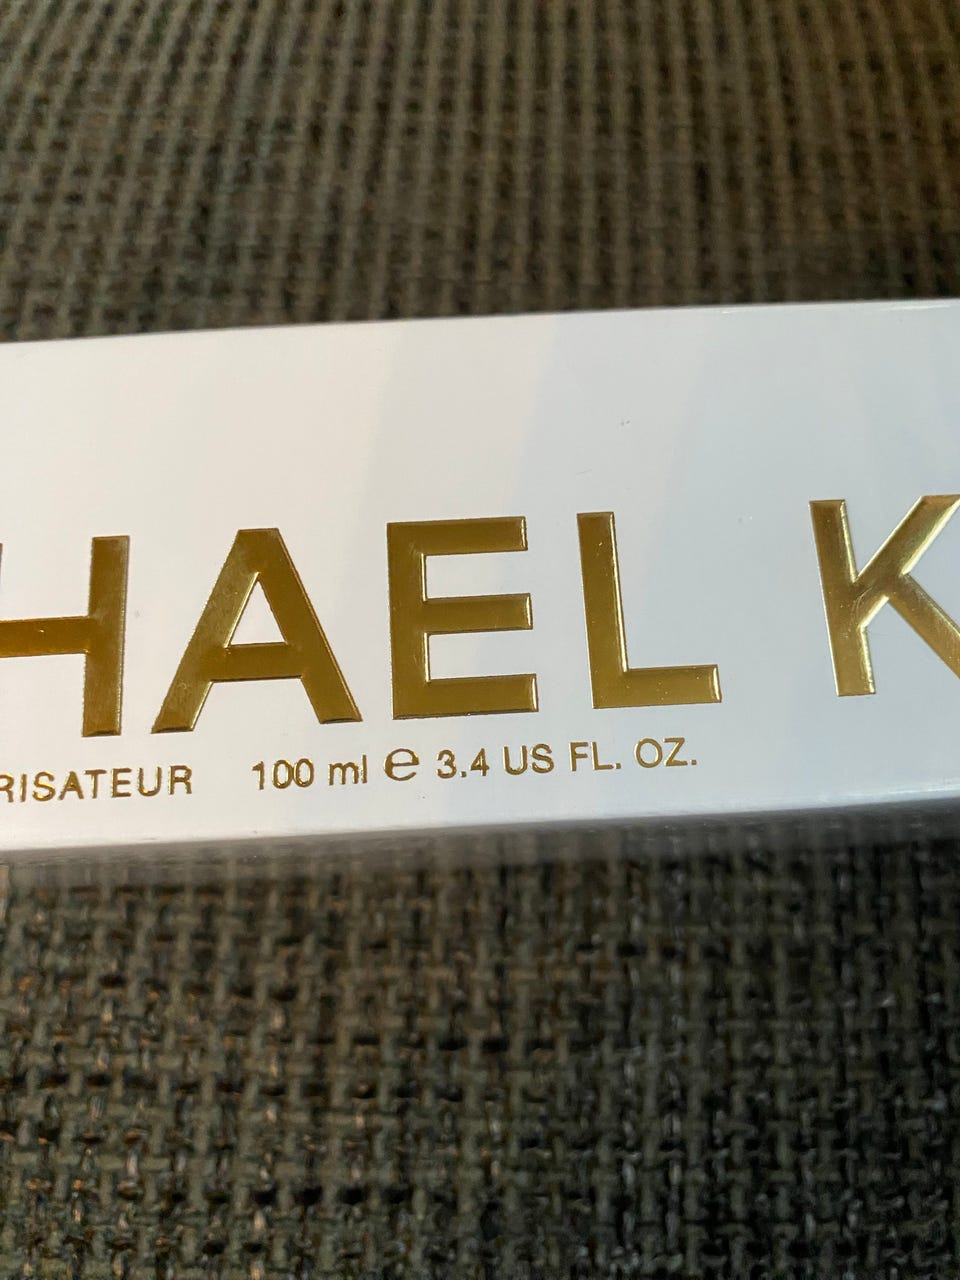 HAEL K
RISATEUR 100 ml ℮ 3.4 US FL. OZ.